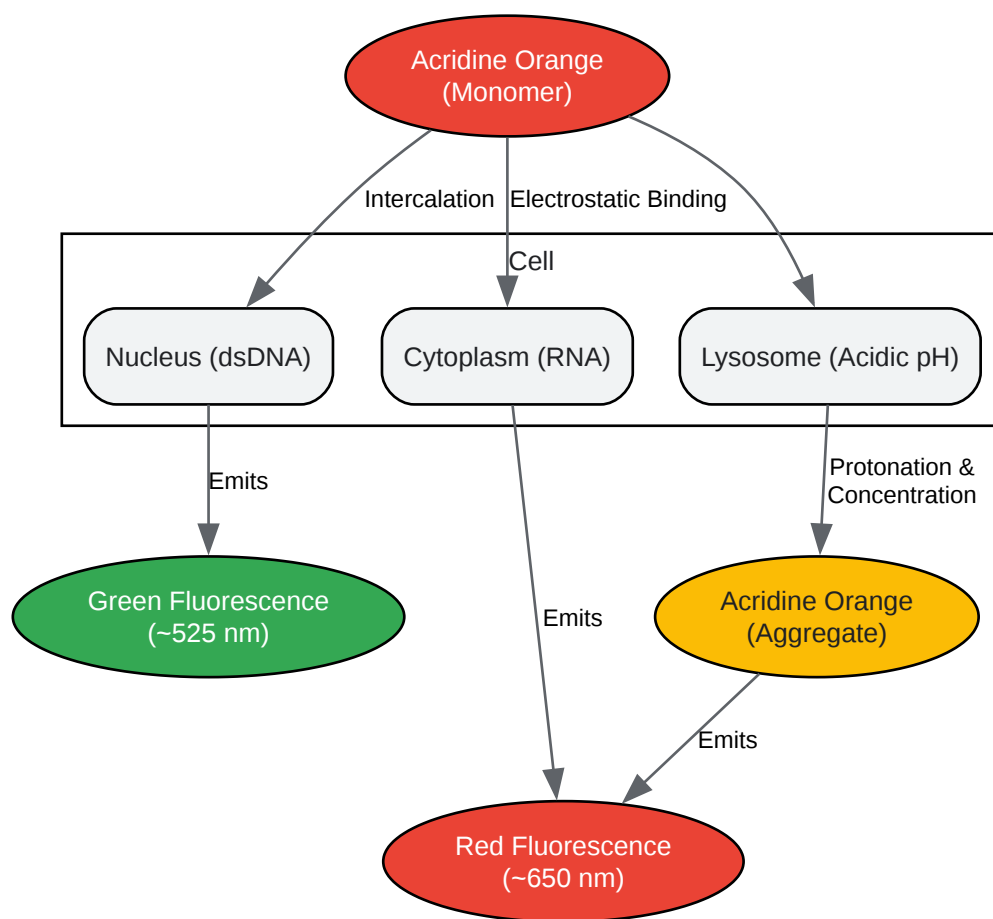 Acridine Orange
(Monomer)
Intercalation
Electrostatic Binding
Cell
Nucleus (dsDNA)
Cytoplasm (RNA)
Lysosome (Acidic pH)
Emits
Protonation &
Concentration
Green Fluorescence
(~525 nm)
Emits
Acridine Orange
(Aggregate)
Emits
Red Fluorescence
(~650 nm)